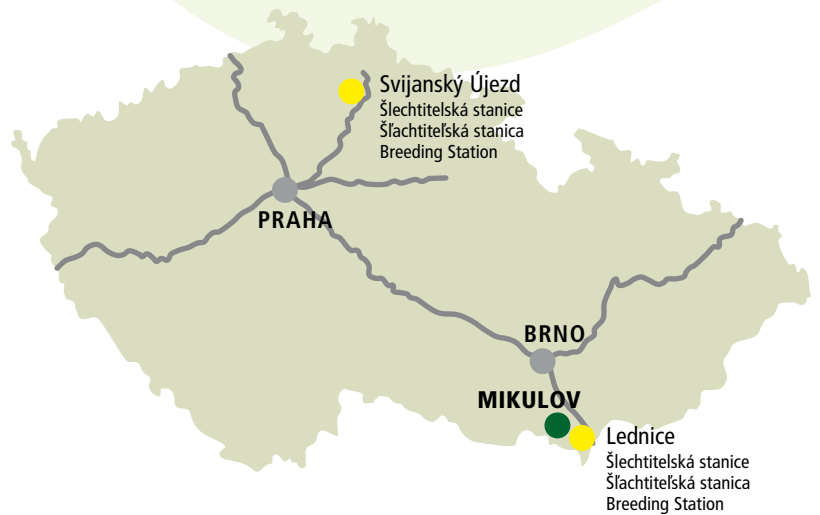 Svijanský Újezd
Šlechtitelská stanice
Šľachtiteľská stanica
Breeding Station
PRAHA
BRNO
MIKULOV
Lednice
Šlechtitelská stanice
Šľachtiteľská stanica
Breeding Station